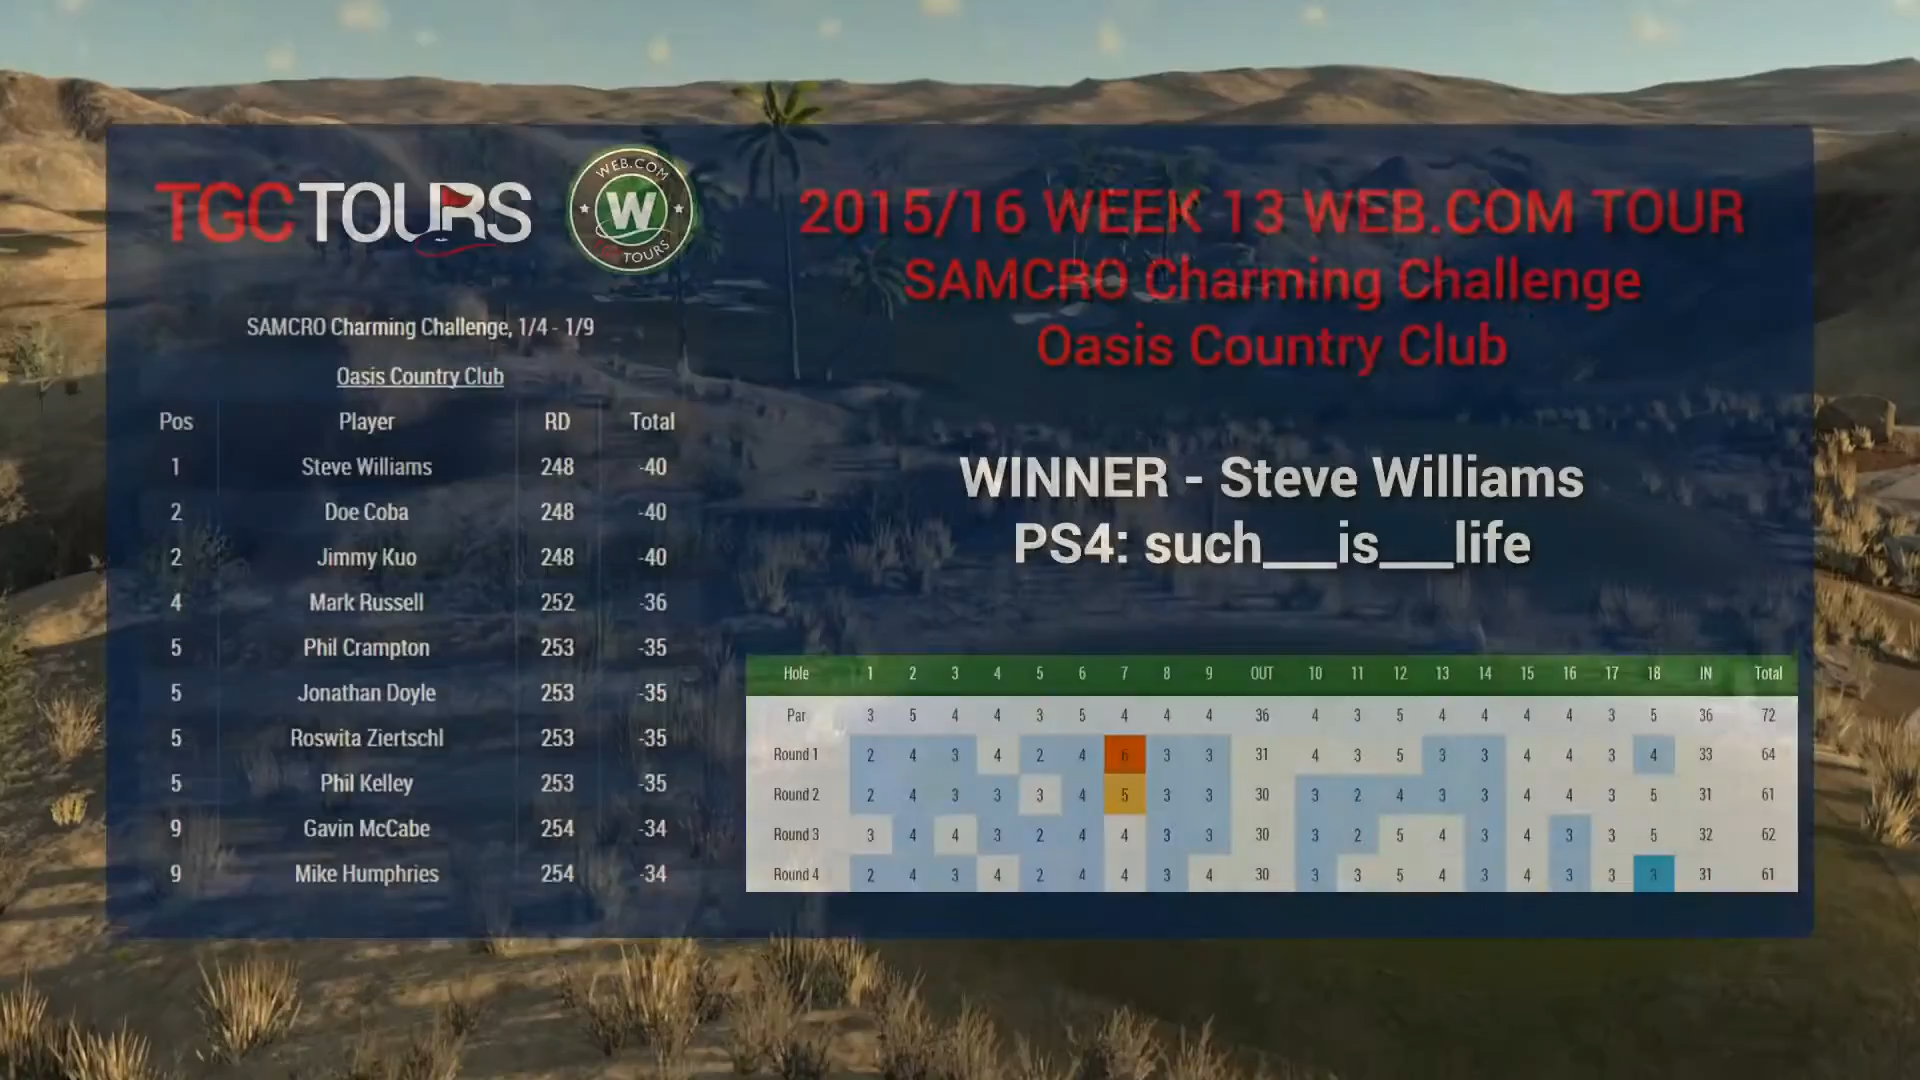 TGCTOURS
WEB.COM
W
TOURS
2015/16 WEEK 13 WEB.COM TOUR
SAMCRO Charming Challenge
Oasis Country Club
SAMCRO Charming Challenge, 1/4 - 1/9
Oasis Country Club
Pos Player RD Total
1 Steve Williams 248 -40
2 Doe Coba 248 -40
2 Jimmy Kuo 248 -40
4 Mark Russell 252 -36
5 Phil Crampton 253 -35
5 Jonathan Doyle 253 -35
5 Roswita Ziertschl 253 -35
5 Phil Kelley 253 -35
9 Gavin McCabe 254 -34
9 Mike Humphries 254 -34
WINNER - Steve Williams
PS4: such___is___life
Hole 1 2 3 4 5 6 7 8 9 OUT 10 11 12 13 14 15 16 17 18 IN Total
Par 3 5 4 4 3 5 4 4 4 36 4 3 5 4 4 4 4 3 5 36 72
Round 1 2 4 3 4 2 4 6 3 3 31 4 3 5 3 3 4 4 3 4 33 64
Round 2 2 4 3 3 3 4 5 3 3 30 3 2 4 3 3 4 4 3 5 31 61
Round 3 3 4 4 3 2 4 4 3 3 30 3 2 5 4 3 4 3 3 5 32 62
Round 4 2 4 3 4 2 4 4 3 4 30 3 3 5 4 3 4 3 3 3 31 61